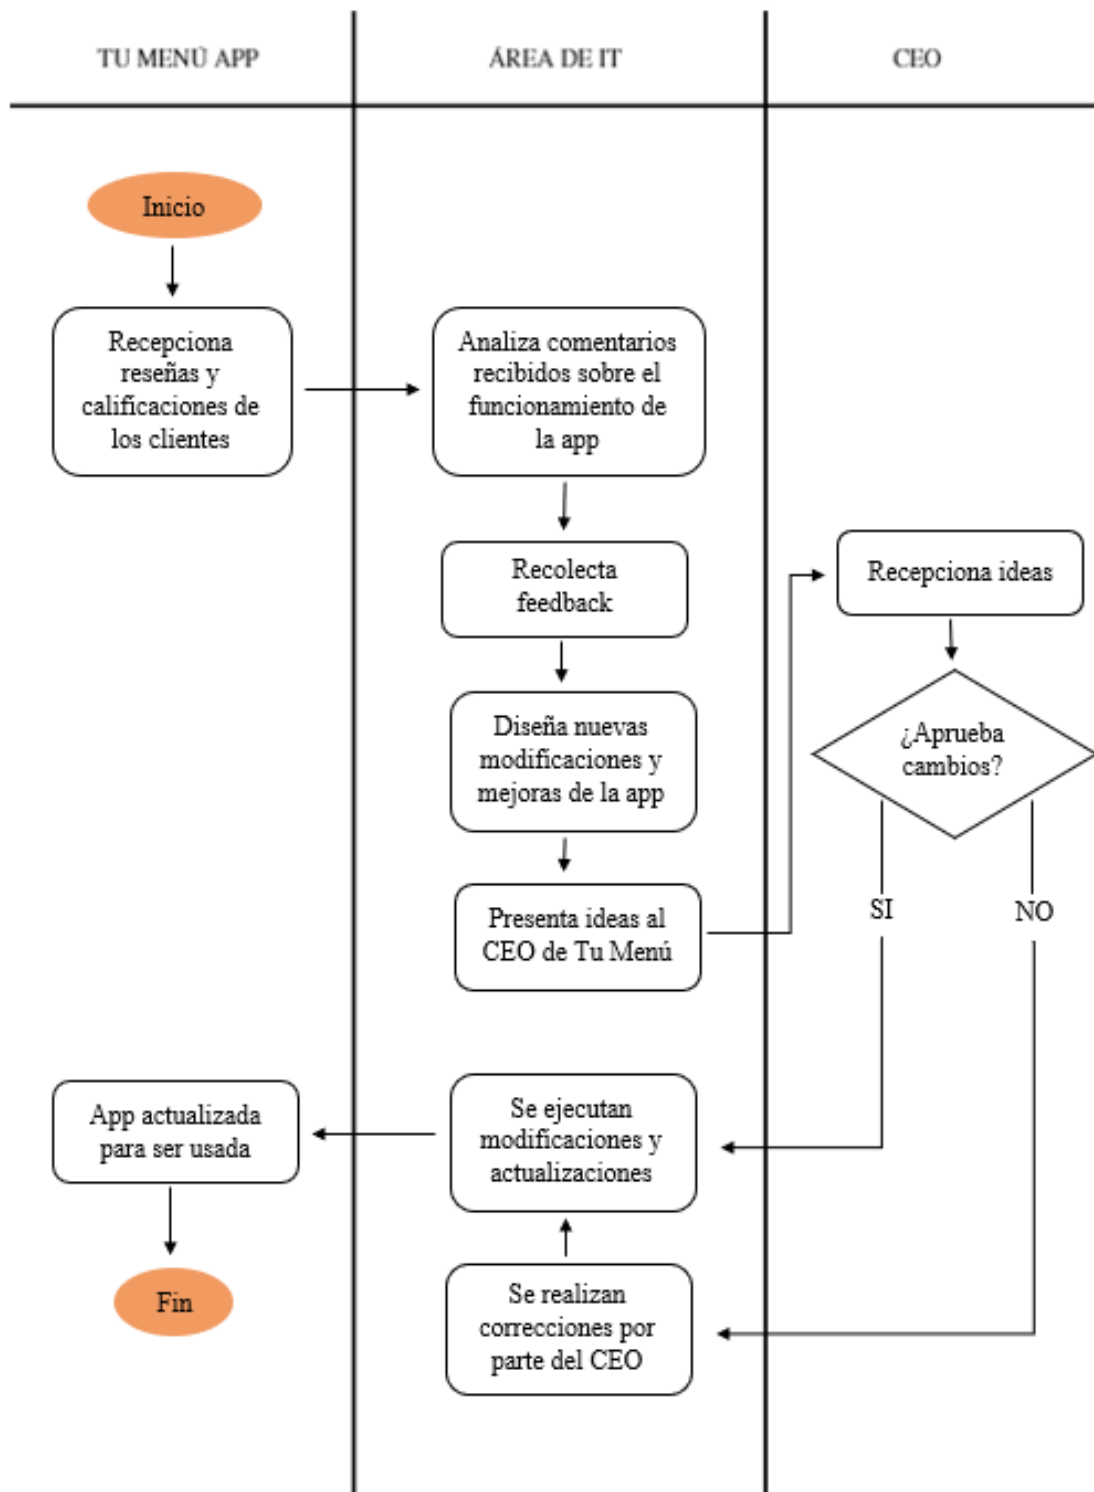 TU MENÚ APP
ÁREA DE IT
CEO
Inicio
Recepciona
reseñas y
calificaciones de
los clientes
Analiza comentarios
recibidos sobre el
funcionamiento de
la app
Recolecta
feedback
Recepciona ideas
Diseña nuevas
modificaciones y
mejoras de la app
¿Aprueba
cambios?
Presenta ideas al
CEO de Tu Menú
SI
NO
Se ejecutan
modificaciones y
actualizaciones
App actualizada
para ser usada
Fin
Se realizan
correcciones por
parte del CEO